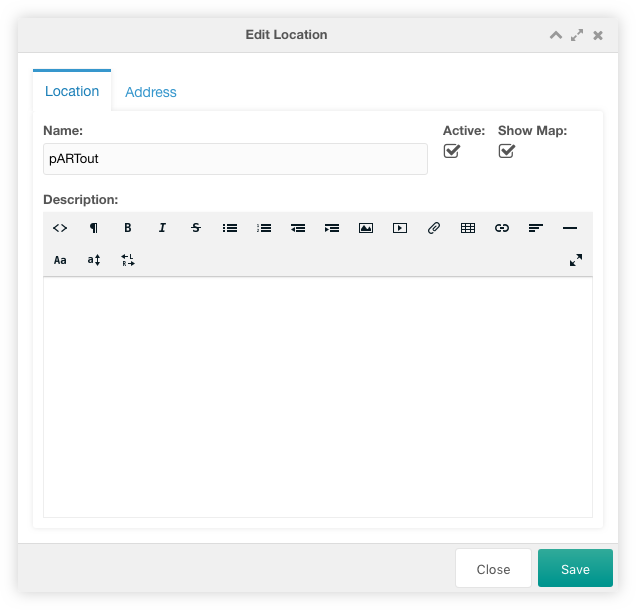 Edit Location
Location Address
Name: Active: Show Map:
pARTout
Description:
<> ¶ B I S
Aa a L R
Close Save